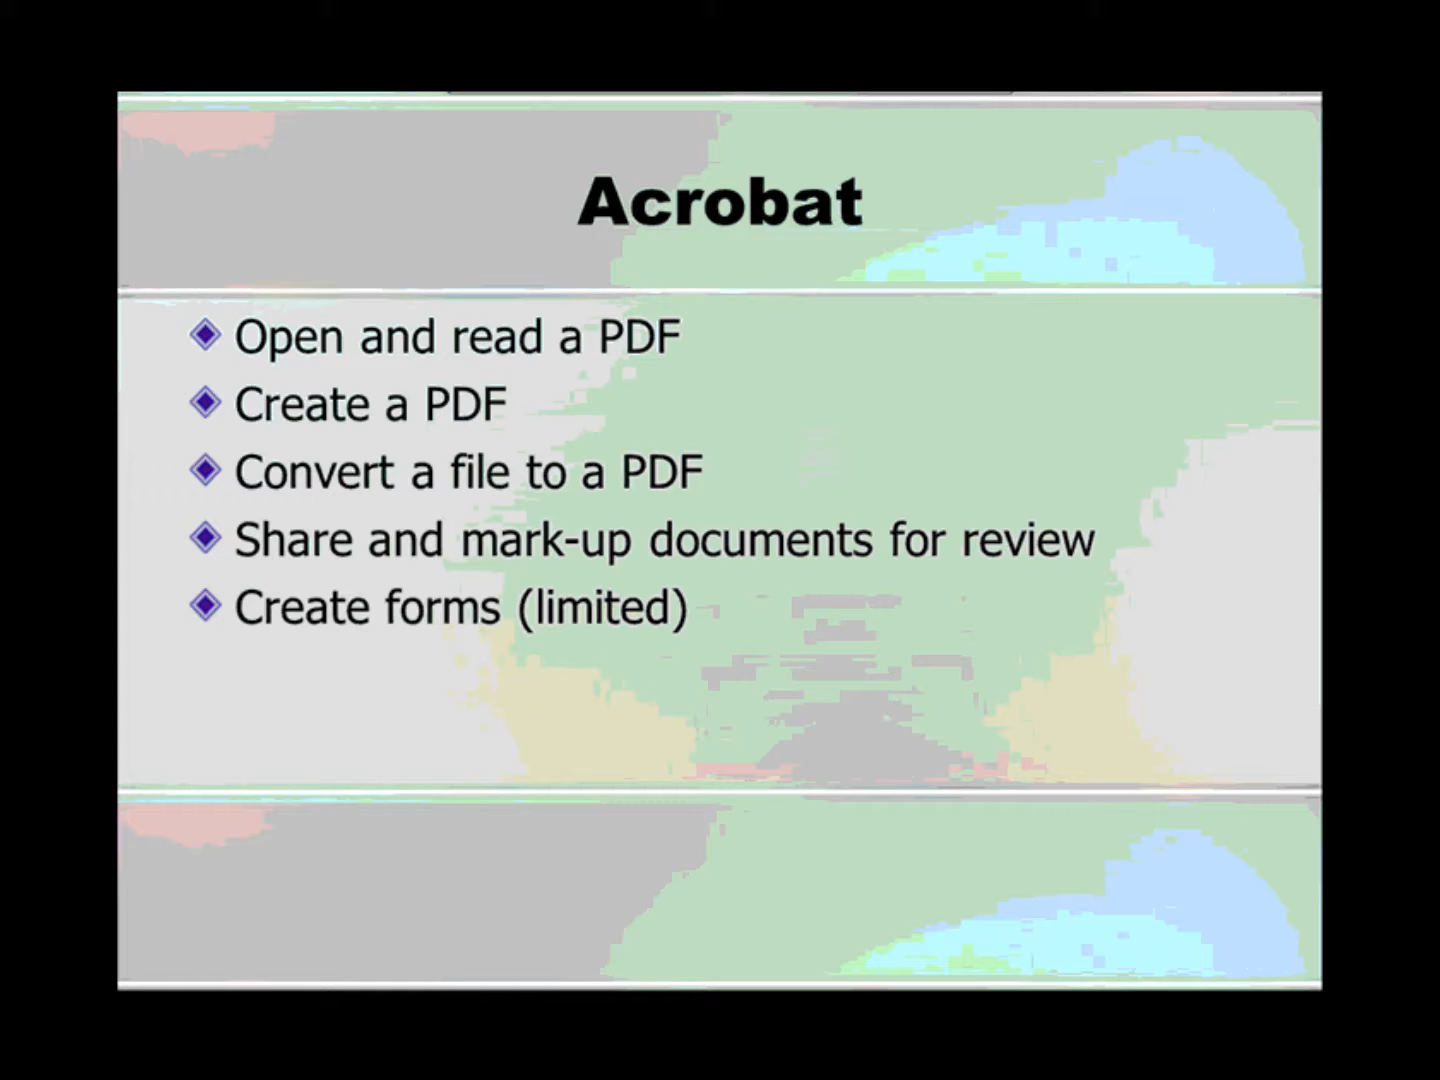 Acrobat
Open and read a PDF
Create a PDF
Convert a file to a PDF
Share and mark-up documents for review
Create forms (limited)